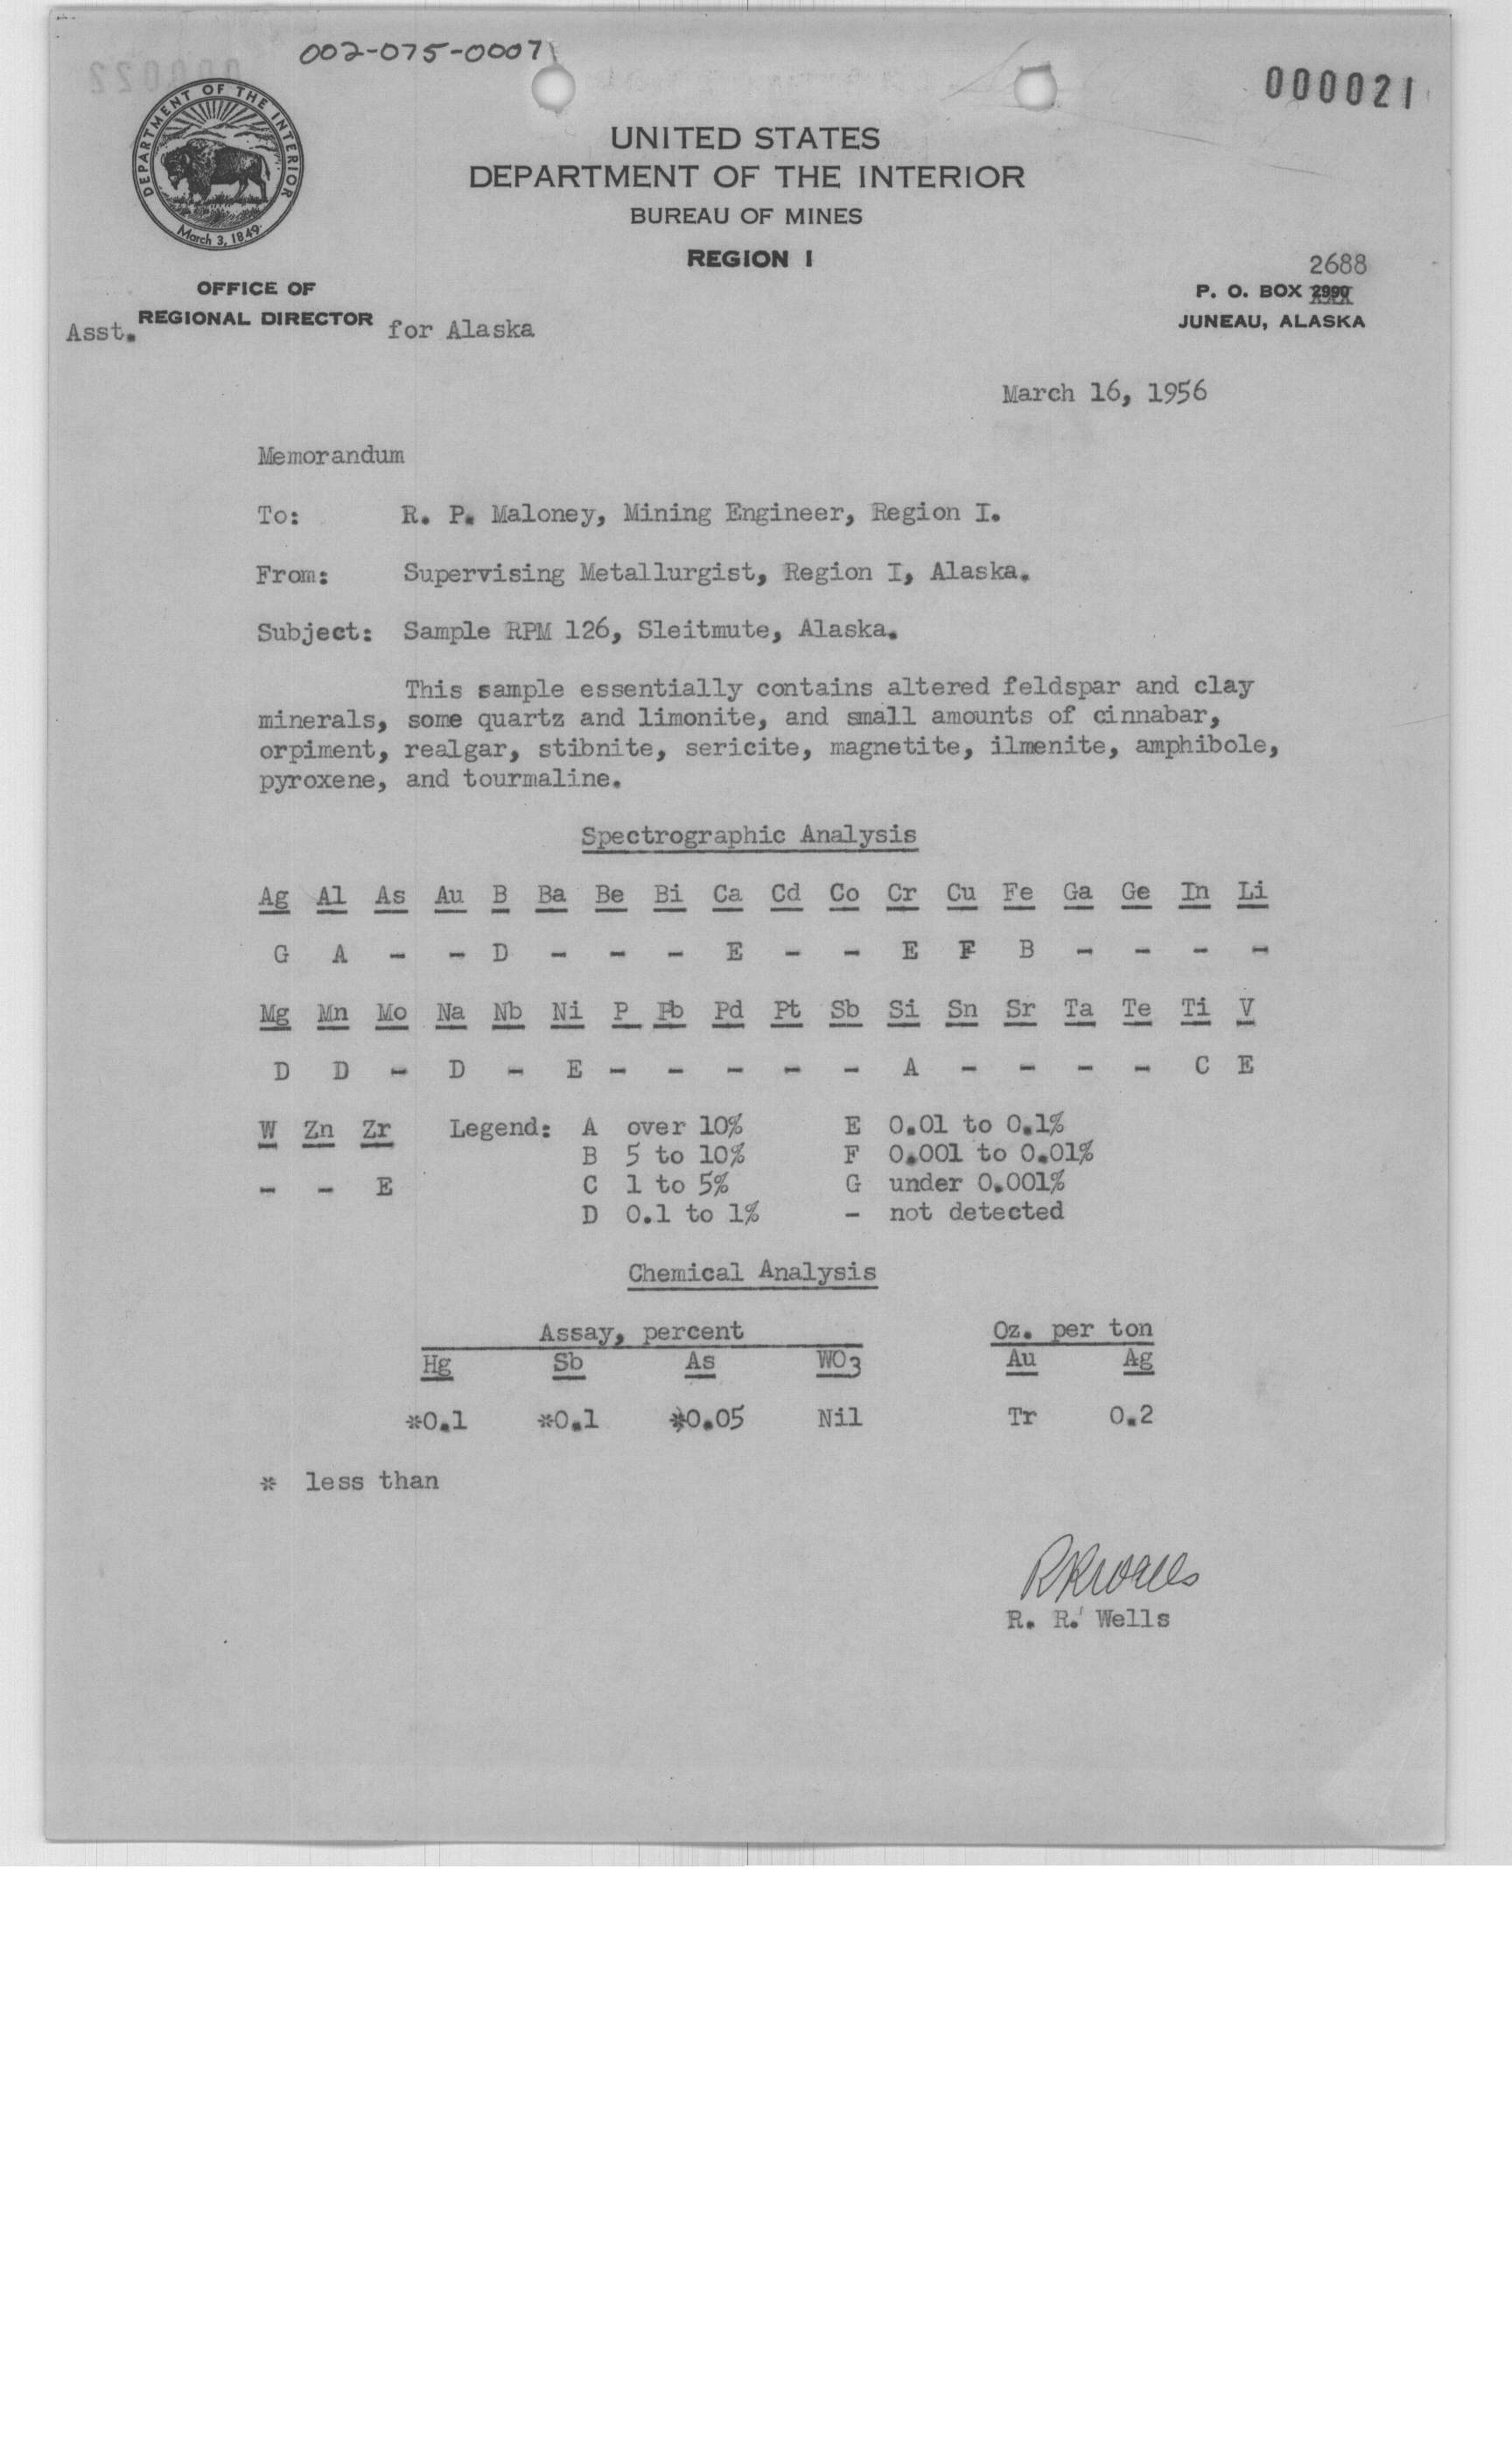 002-075-0007
000021
DEPARTMENT OF THE INTERIOR
March 3, 1849
UNITED STATES
DEPARTMENT OF THE INTERIOR
BUREAU OF MINES
REGION I
OFFICE OF
Asst. REGIONAL DIRECTOR for Alaska
2688
P. O. BOX 2990
JUNEAU, ALASKA
March 16, 1956
Memorandum
To: R. P. Maloney, Mining Engineer, Region I.
From: Supervising Metallurgist, Region I, Alaska.
Subject: Sample RPM 126, Sleitmute, Alaska.
This sample essentially contains altered feldspar and clay
minerals, some quartz and limonite, and small amounts of cinnabar,
orpiment, realgar, stibnite, sericite, magnetite, ilmenite, amphibole,
pyroxene, and tourmaline.
Spectrographic Analysis
Ag Al As Au B Ba Be Bi Ca Cd Co Cr Cu Fe Ga Ge In Li
G A - - D - - - E - - E F B - - - -
Mg Mn Mo Na Nb Ni P Pb Pd Pt Sb Si Sn Sr Ta Te Ti V
D D - D - E - - - - - A - - - - C E
W Zn Zr Legend: A over 10% E 0.01 to 0.1%
B 5 to 10% F 0.001 to 0.01%
- - E C 1 to 5% G under 0.001%
D 0.1 to 1% - not detected
Chemical Analysis
Assay, percent Oz. per ton
Hg Sb As WO3 Au Ag
*0.1 *0.1 *0.05 Nil Tr 0.2
* less than
RRWells
R. R. Wells